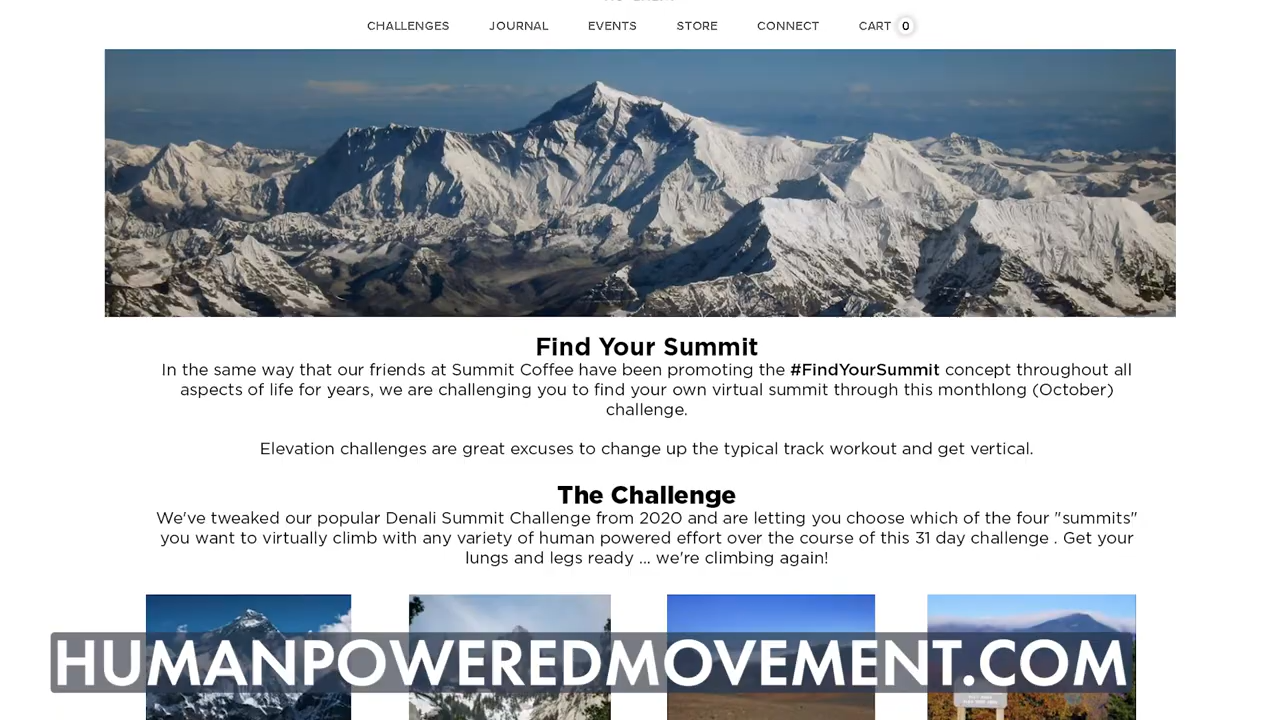 CHALLENGES JOURNAL EVENTS STORE CONNECT CART 0
Find Your Summit
In the same way that our friends at Summit Coffee have been promoting the #FindYourSummit concept throughout all
aspects of life for years, we are challenging you to find your own virtual summit through this monthlong (October)
challenge.
Elevation challenges are great excuses to change up the typical track workout and get vertical.
The Challenge
We've tweaked our popular Denali Summit Challenge from 2020 and are letting you choose which of the four "summits"
you want to virtually climb with any variety of human powered effort over the course of this 31 day challenge . Get your
lungs and legs ready ... we're climbing again!
HUMANPOWEREDMOVEMENT.COM